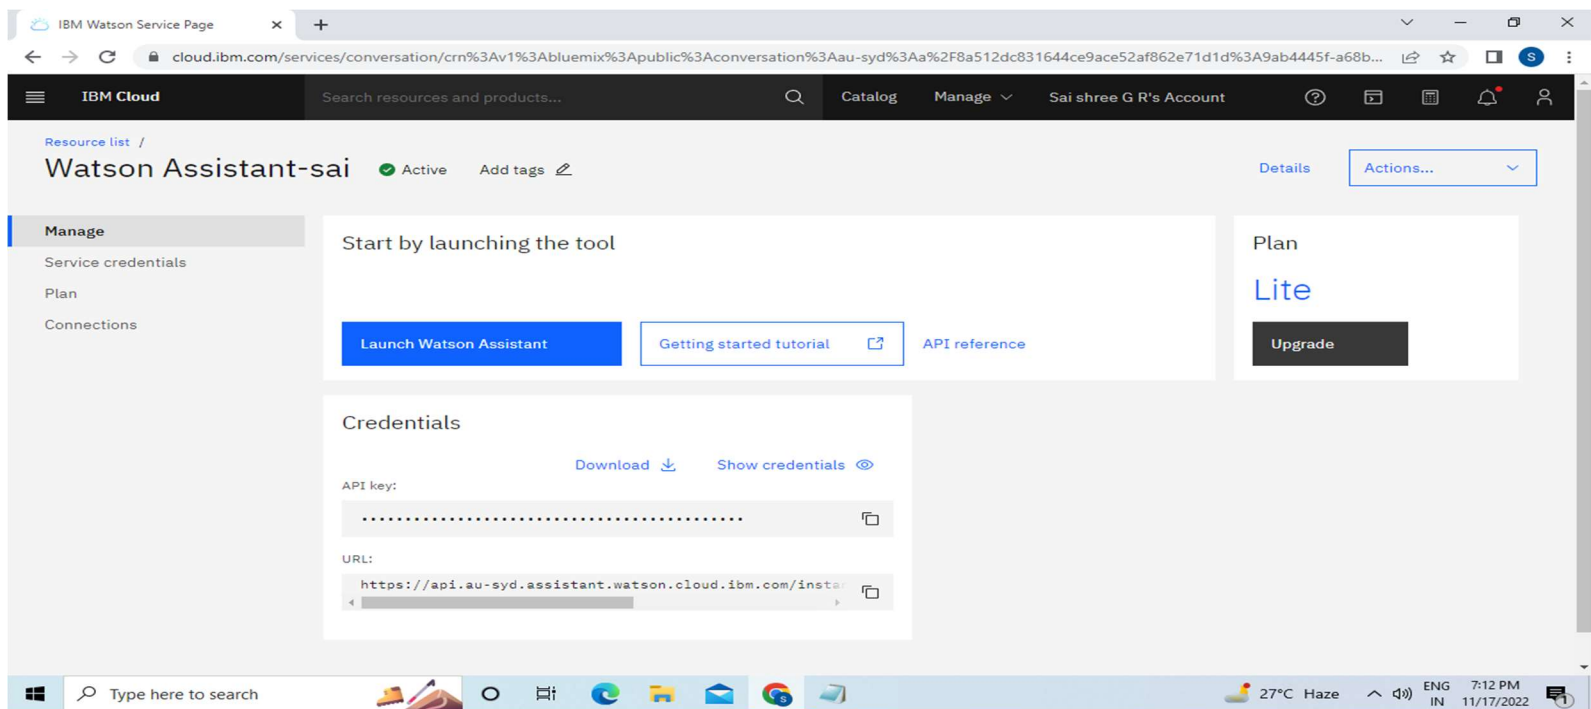 IBM Watson Service Page
cloud.ibm.com/services/conversation/crn%3Av1%3Abluemix%3Apublic%3Aconversation%3Aau-syd%3Aa%2F8a512dc831644ce9ace52af862e71d1d%3A9ab4445f-a68b...
S
IBM Cloud
Search resources and products...
Catalog
Manage
Sai shree G R's Account
Resource list /
Watson Assistant-sai
Active
Add tags
Details
Actions...
Manage
Service credentials
Plan
Connections
Start by launching the tool
Launch Watson Assistant
Getting started tutorial
API reference
Plan
Lite
Upgrade
Credentials
Download
Show credentials
API key:
URL:
https://api.au-syd.assistant.watson.cloud.ibm.com/insta
Type here to search
27°C Haze
ENG
IN
7:12 PM
11/17/2022
1